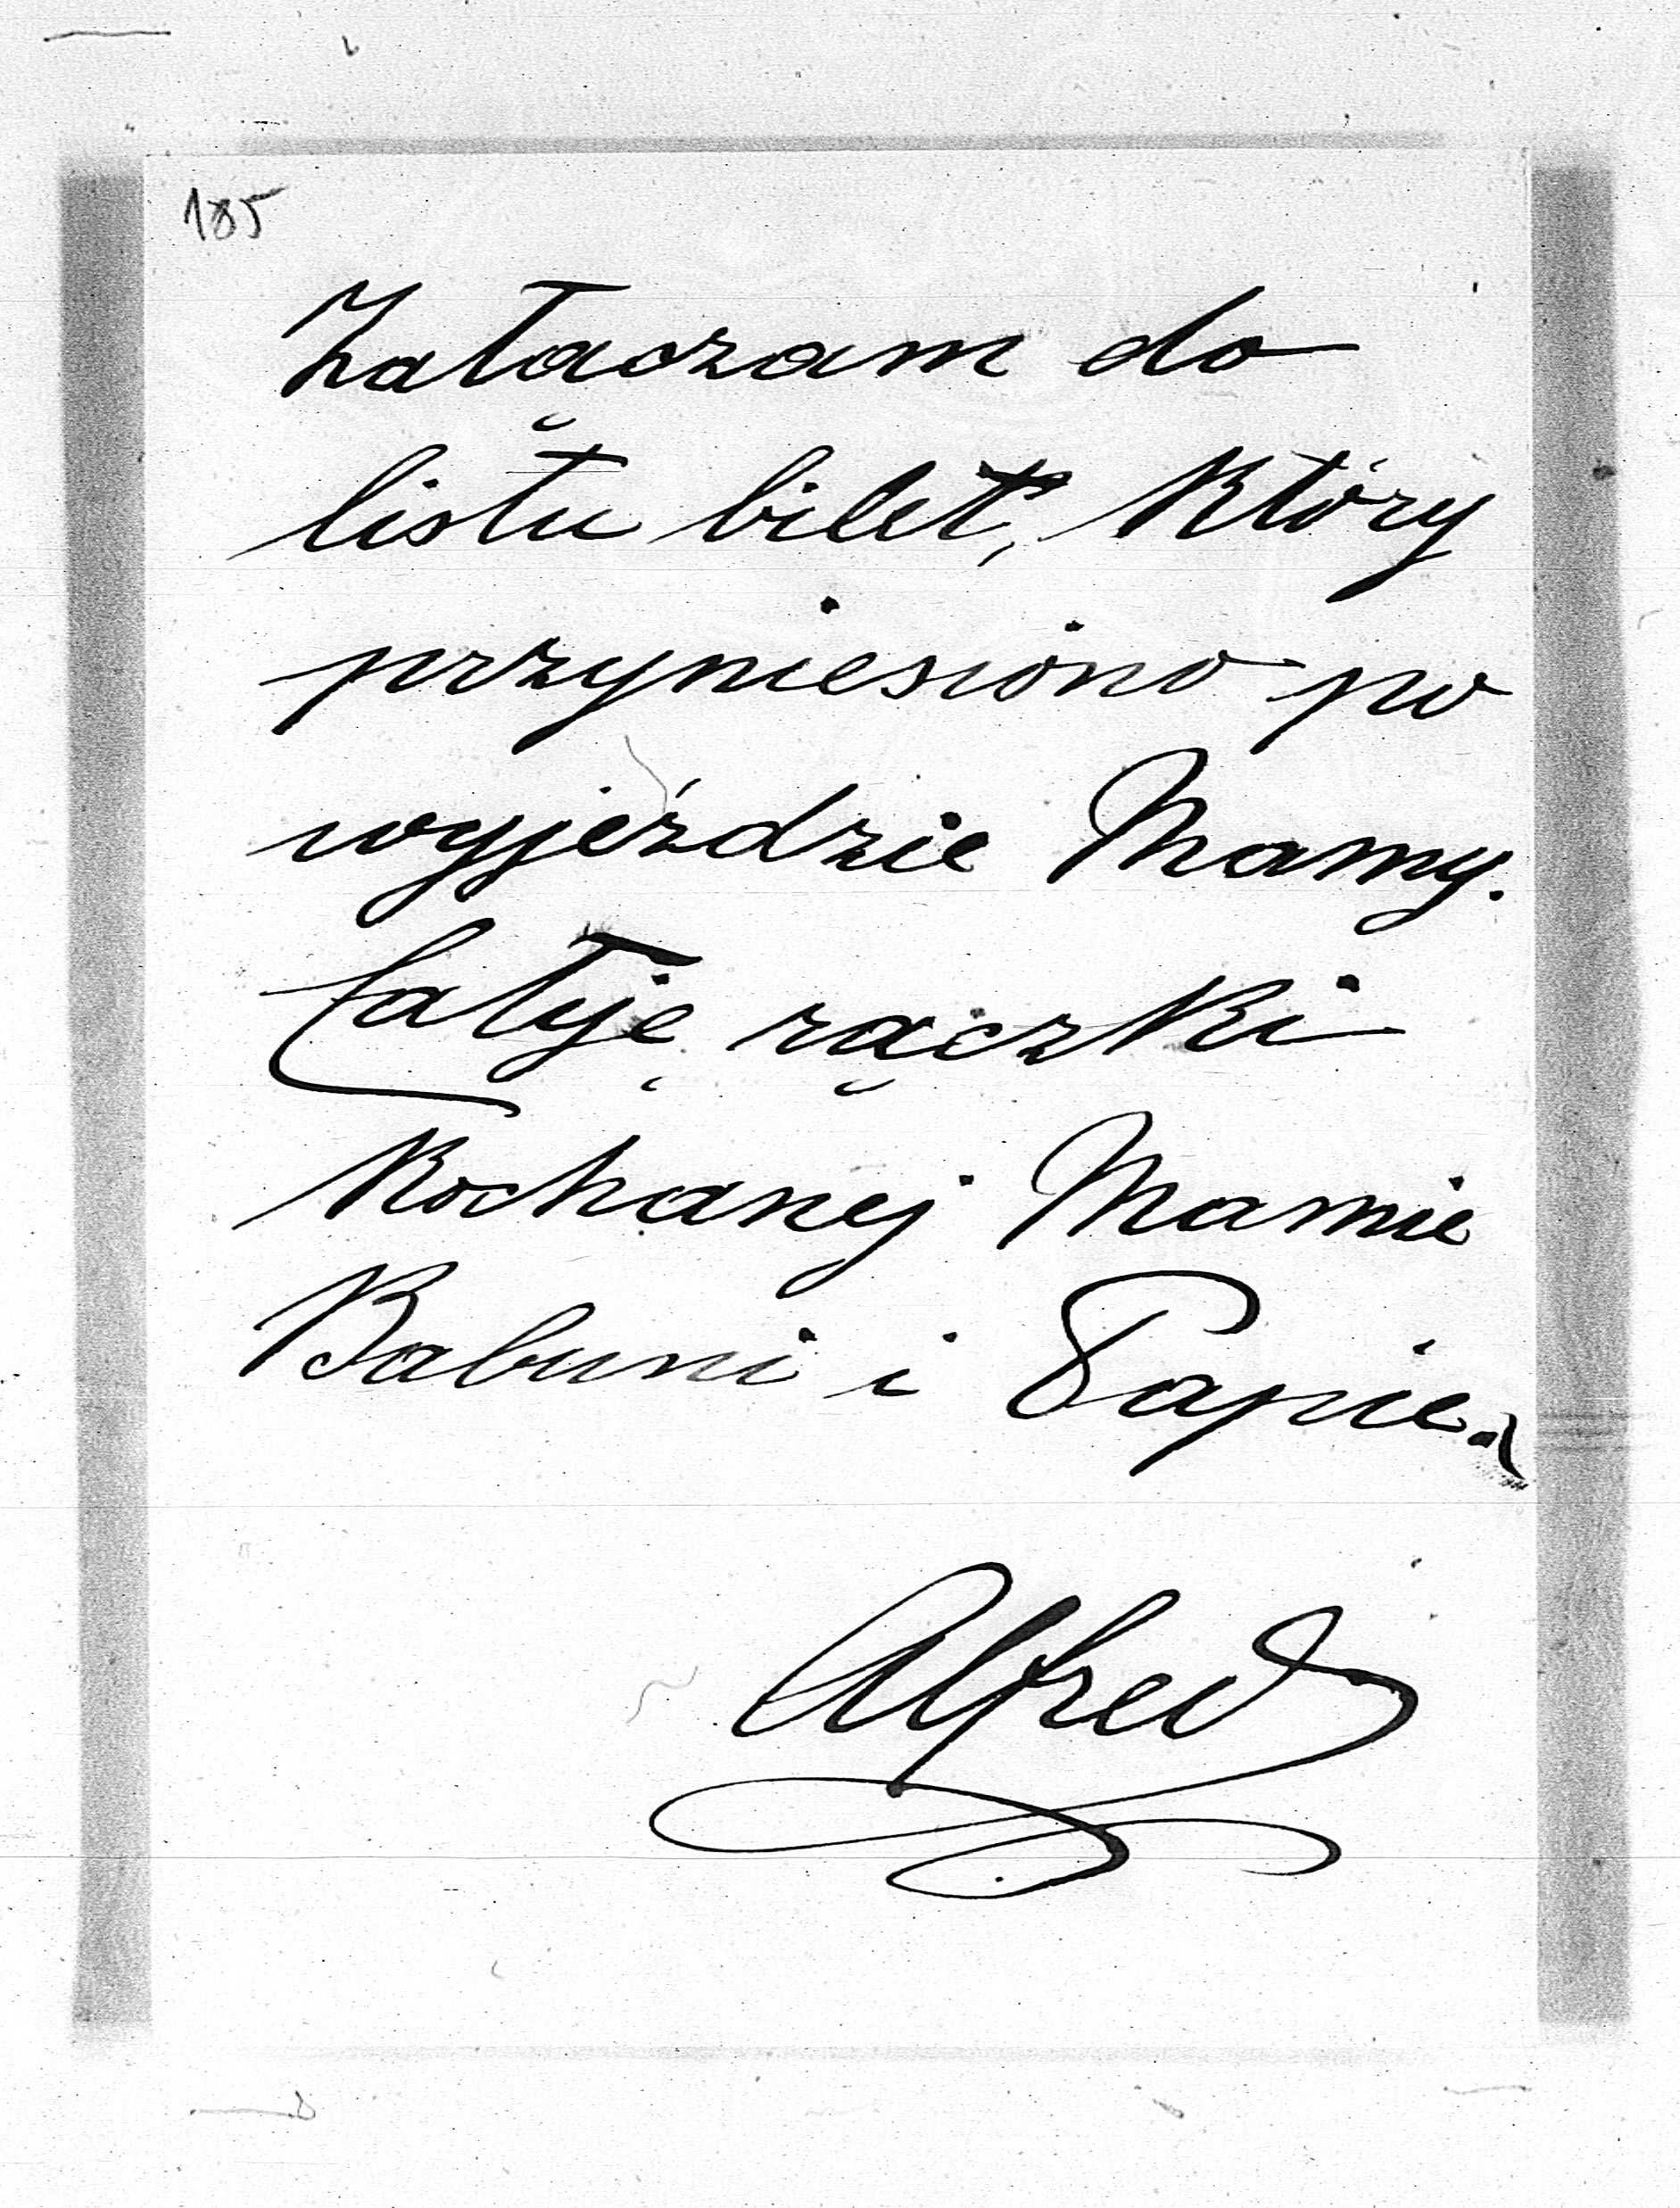 185
Załączam do
listu bilet, który
przyniesiono po
wyjeździe Mamy.
Całuję rączki
Kochanej Mamie
Babuni i Papie.
Alfred